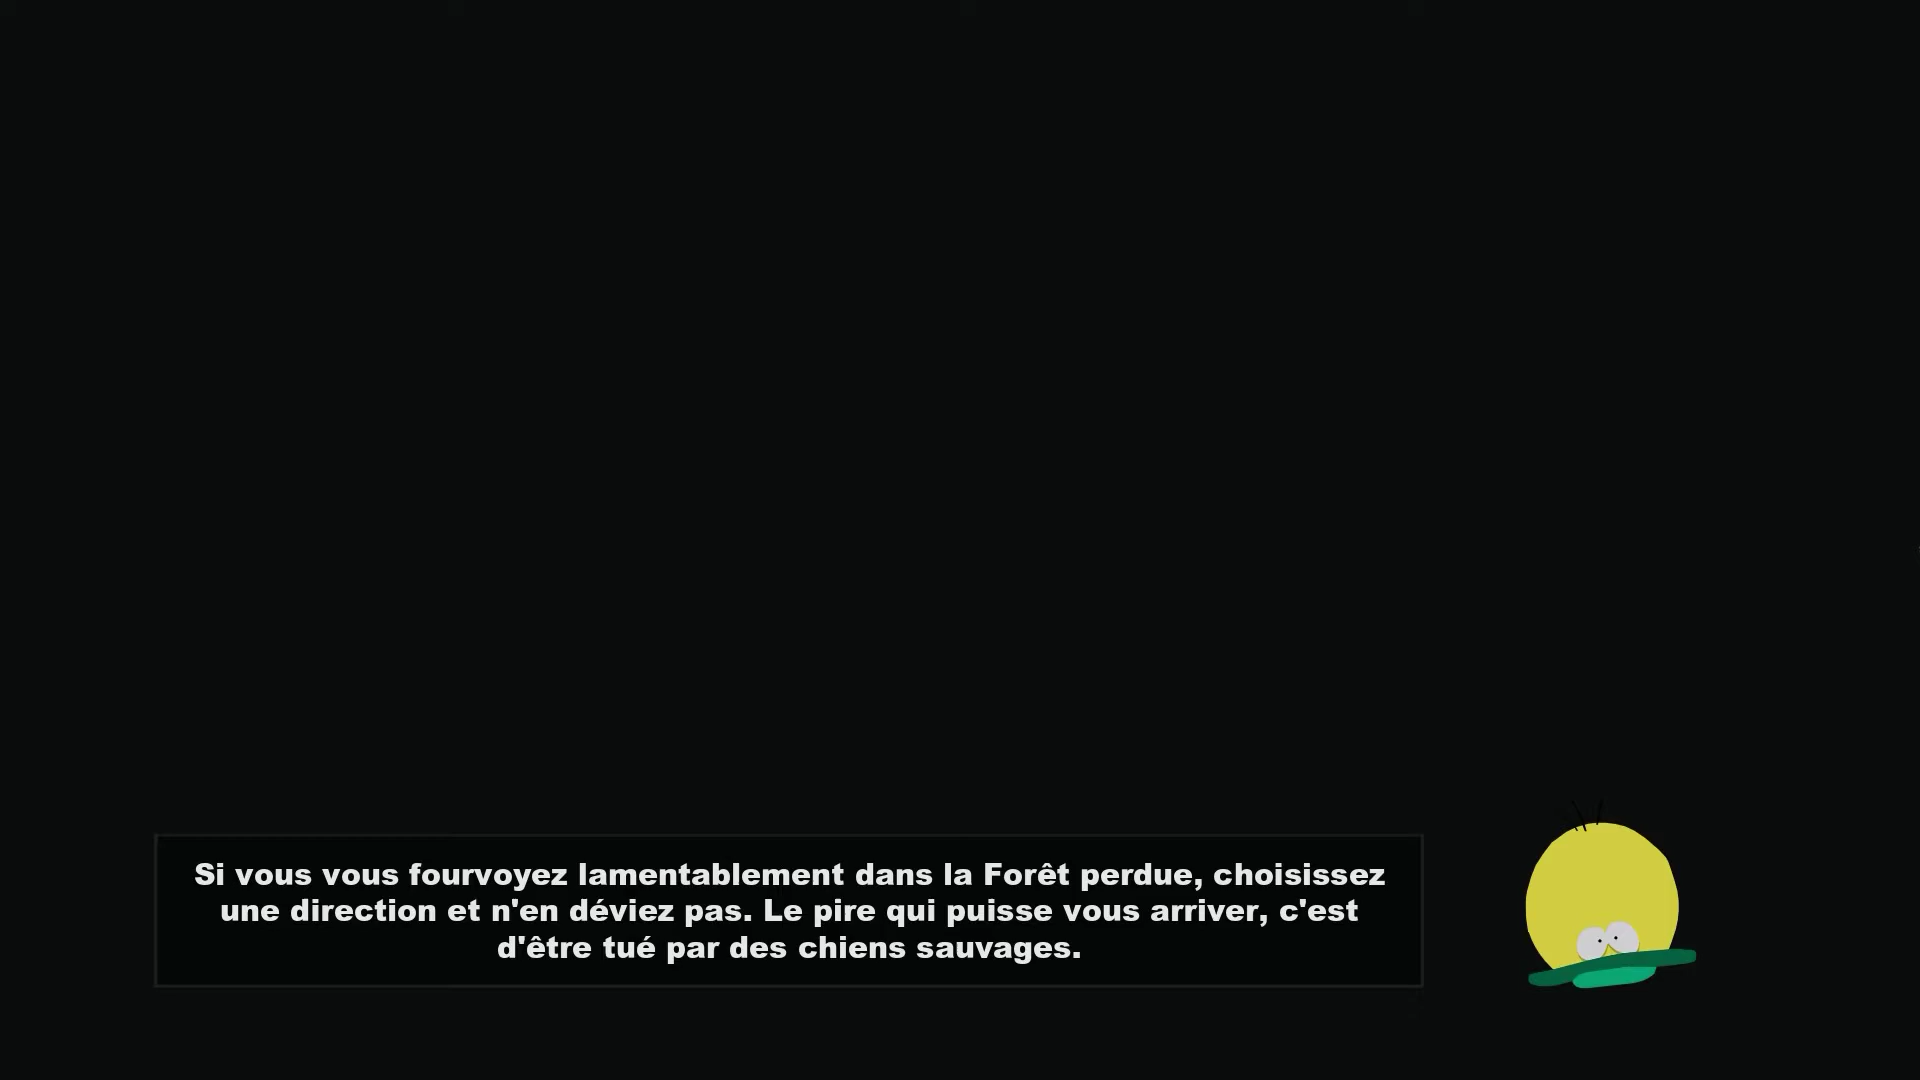 Si vous vous fourvoyez lamentablement dans la Forêt perdue, choisissez
une direction et n'en déviez pas. Le pire qui puisse vous arriver, c'est
d'être tué par des chiens sauvages.